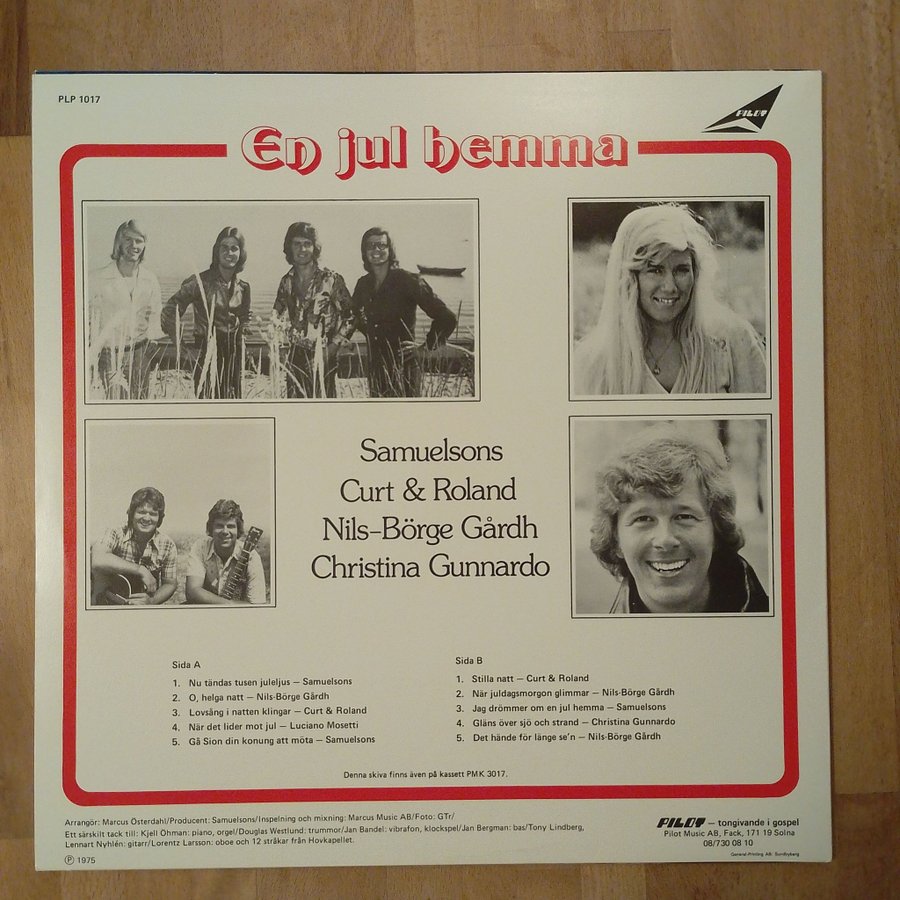 PLP 1017
PILOT
En jul hemma
Samuelsons
Curt & Roland
Nils-Börge Gårdh
Christina Gunnardo
Sida A
1. Nu tändas tusen juleljus — Samuelsons
2. O, helga natt — Nils-Börge Gårdh
3. Lovsång i natten klingar — Curt & Roland
4. När det lider mot jul — Luciano Mosetti
5. Gå Sion din konung att möta — Samuelsons
Sida B
1. Stilla natt — Curt & Roland
2. När juldagsmorgon glimmar — Nils-Börge Gårdh
3. Jag drömmer om en jul hemma — Samuelsons
4. Gläns över sjö och strand — Christina Gunnardo
5. Det hände för länge se'n — Nils-Börge Gårdh
Denna skiva finns även på kassett PMK 3017.
Arrangör: Marcus Österdahl/Producent: Samuelsons/Inspelning och mixning: Marcus Music AB/Foto: GTr/
Ett särskilt tack till: Kjell Öhman: piano, orgel/Douglas Westlund: trummor/Jan Bandel: vibrafon, klockspel/Jan Bergman: bas/Tony Lindberg,
Lennart Nyhlén: gitarr/Lorentz Larsson: oboe och 12 stråkar från Hovkapellet.
Ⓟ 1975
PILOT — tongivande i gospel
Pilot Music AB, Fack, 171 19 Solna
08/730 08 10
General-Printing AB. Sundbyberg